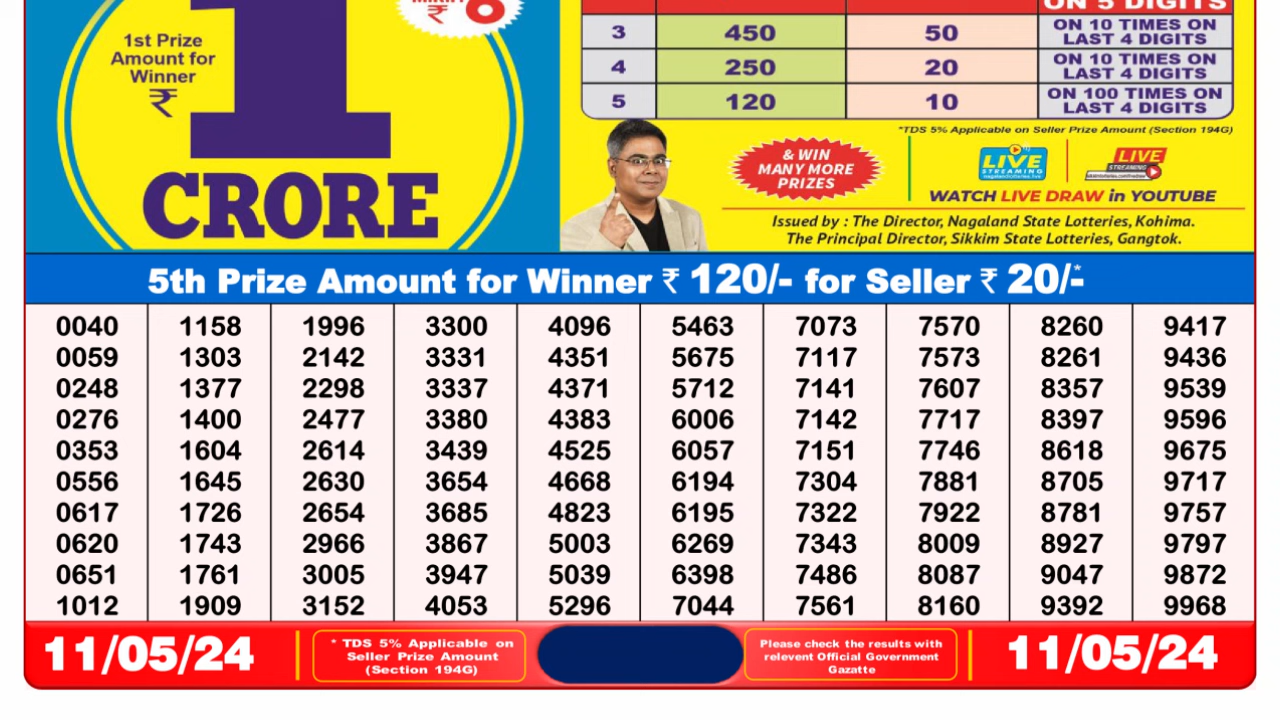 6
₹
1st Prize
Amount for
Winner
₹
1
CRORE
ON 5 DIGITS
3 450 50 ON 10 TIMES ON
LAST 4 DIGITS
4 250 20 ON 10 TIMES ON
LAST 4 DIGITS
5 120 10 ON 100 TIMES ON
LAST 4 DIGITS
*TDS 5% Applicable on Seller Prize Amount (Section 194G)
& WIN
MANY MORE
PRIZES
LIVE
STREAMING
LIVE
STREAMING
WATCH LIVE DRAW in YOUTUBE
Issued by : The Director, Nagaland State Lotteries, Kohima.
The Principal Director, Sikkim State Lotteries, Gangtok.
5th Prize Amount for Winner ₹ 120/- for Seller ₹ 20/-*
0040 1158 1996 3300 4096 5463 7073 7570 8260 9417
0059 1303 2142 3331 4351 5675 7117 7573 8261 9436
0248 1377 2298 3337 4371 5712 7141 7607 8357 9539
0276 1400 2477 3380 4383 6006 7142 7717 8397 9596
0353 1604 2614 3439 4525 6057 7151 7746 8618 9675
0556 1645 2630 3654 4668 6194 7304 7881 8705 9717
0617 1726 2654 3685 4823 6195 7322 7922 8781 9757
0620 1743 2966 3867 5003 6269 7343 8009 8927 9797
0651 1761 3005 3947 5039 6398 7486 8087 9047 9872
1012 1909 3152 4053 5296 7044 7561 8160 9392 9968
11/05/24
* TDS 5% Applicable on
Seller Prize Amount
(Section 194G)
Please check the results with
relevent Official Government
Gazatte
11/05/24